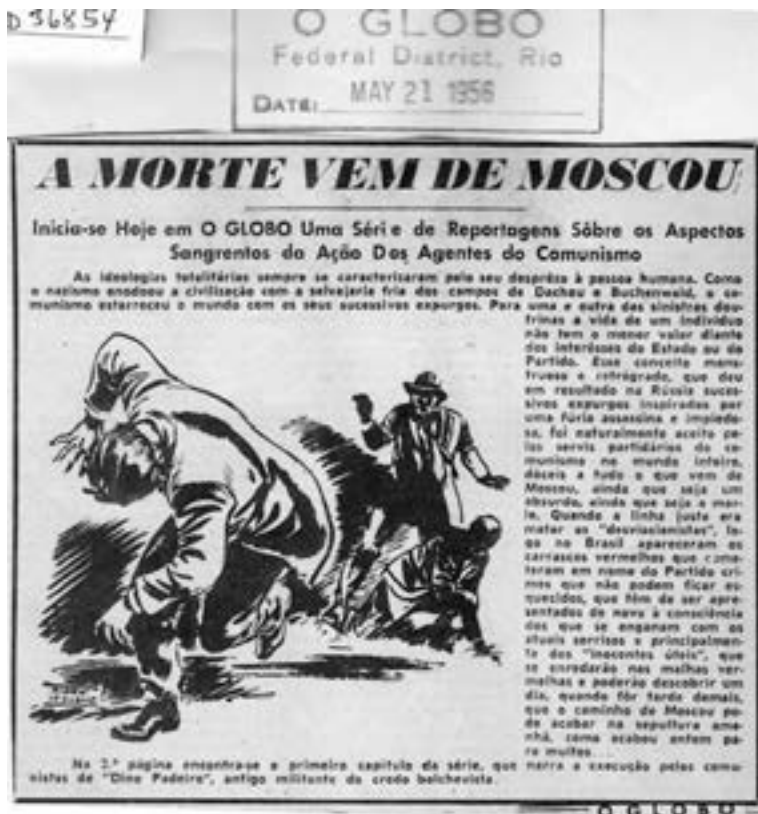 D 36854
O GLOBO
Federal District, Rio
DATE: MAY 21 1956
A MORTE VEM DE MOSCOU
Inicia-se Hoje em O GLOBO Uma Série de Reportagens Sôbre os Aspectos
Sangrentos da Ação Dos Agentes do Comunismo
As ideologias totalitárias sempre se caracterizaram pelo seu desprêzo à pessoa humana. Como
o nazismo enodoou a civilização com a selvajeria fria dos campos de Dachau e Buchenwald, o co-
munismo estarreceu o mundo com os seus sucessivos expurgos. Para uma e outra das sinistras dou-
trinas a vida de um indivíduo
não tem o menor valor diante
dos interêsses do Estado ou do
Partido. Esse conceito mons-
truoso e retrógrado, que deu
em resultado na Rússia suces-
sivos expurgos inspirados por
uma fúria assassina e impiedo-
sa, foi naturalmente aceito pe-
los servis partidários do co-
munismo no mundo inteiro,
dóceis a tudo o que vem de
Moscou, ainda que seja um
absurdo, ainda que seja a mor-
te. Quando a linha justa era
matar os "desviacionistas", lo-
go no Brasil apareceram os
carrascos vermelhos que come-
teram em nome do Partido cri-
mes que não podem ficar es-
quecidos, que têm de ser apre-
sentados de novo à consciência
dos que se enganam com os
atuais sorrisos e principalmen-
te dos "inocentes úteis", que
se enredarão nas malhas ver-
melhas e poderão descobrir um
dia, quando fôr tarde demais,
que o caminho de Moscou po-
de acabar na sepultura ama-
nhã, como acabou ontem pa-
ra muitos.
Na 2.ª página encontra-se o primeiro capítulo da série, que narra a execução pelos comu-
nistas de "Dino Padeiro", antigo militante do credo bolchevista.
O GLOBO